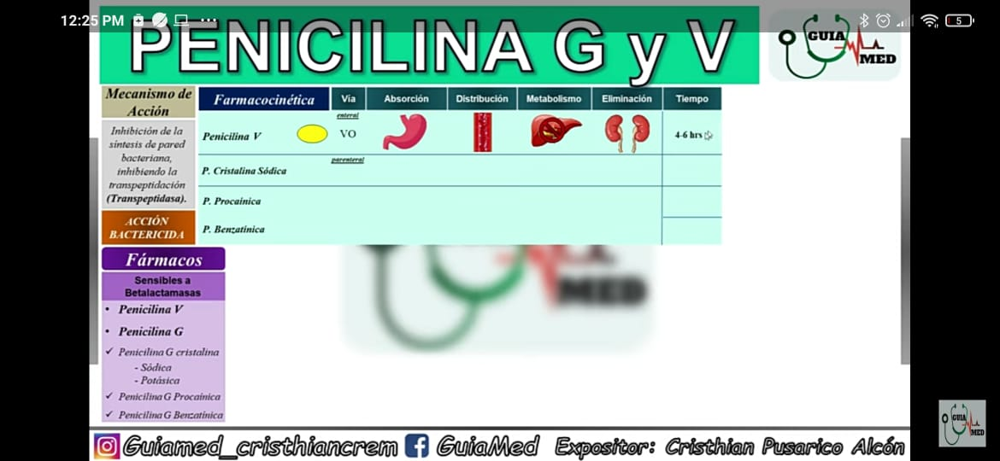 12:25 PM
5
PENICILINA G y V
GUIA
MED
Mecanismo de
Acción
Inhibición de la
síntesis de pared
bacteriana,
inhibiendo la
transpeptidación
(Transpeptidasa).
ACCIÓN
BACTERICIDA
Farmacocinética
Vía
Absorción
Distribución
Metabolismo
Eliminación
Tiempo
Penicilina V
enteral
VO
4-6 hrs
parenteral
P. Cristalina Sódica
P. Procaínica
P. Benzatínica
Fármacos
Sensibles a
Betalactamasas
• Penicilina V
• Penicilina G
✓ Penicilina G cristalina
- Sódica
- Potásica
✓ Penicilina G Procaínica
✓ Penicilina G Benzatínica
MED
GUIA
MED
Guiamed_cristhiancrem GuiaMed Expositor: Cristhian Pusarico Alcón